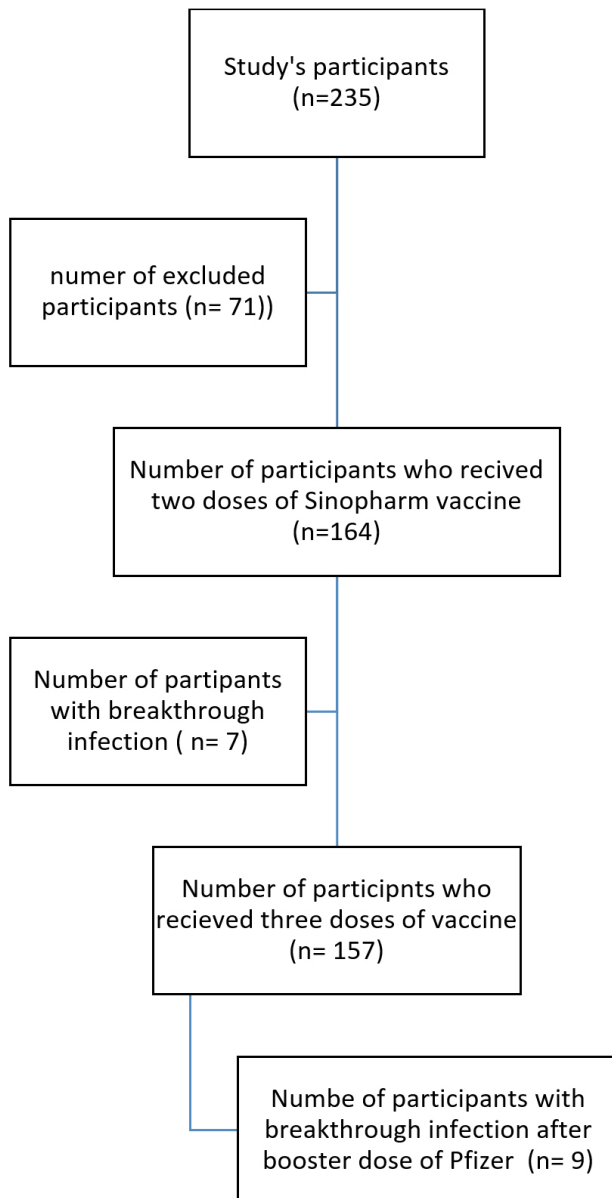 Study's participants
(n=235)
numer of excluded
participants (n= 71))
Number of participants who recived
two doses of Sinopharm vaccine
(n=164)
Number of partipants
with breakthrough
infection ( n= 7)
Number of participnts who
recieved three doses of vaccine
(n= 157)
Numbe of participants with
breakthrough infection after
booster dose of Pfizer (n= 9)